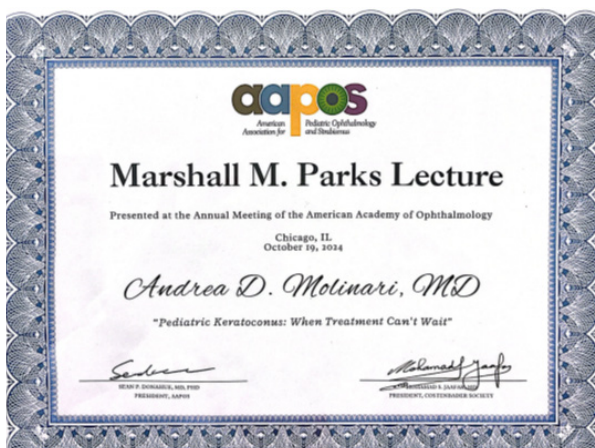 aapos
American Pediatric Ophthalmology
Association for and Strabismus
Marshall M. Parks Lecture
Presented at the Annual Meeting of the American Academy of Ophthalmology
Chicago, IL
October 19, 2024
Andrea D. Molinari, MD
"Pediatric Keratoconus: When Treatment Can't Wait"
SEAN P. DONAHUE, MD, PHD
PRESIDENT, AAPOS
PRESIDENT, COSTENBADER SOCIETY